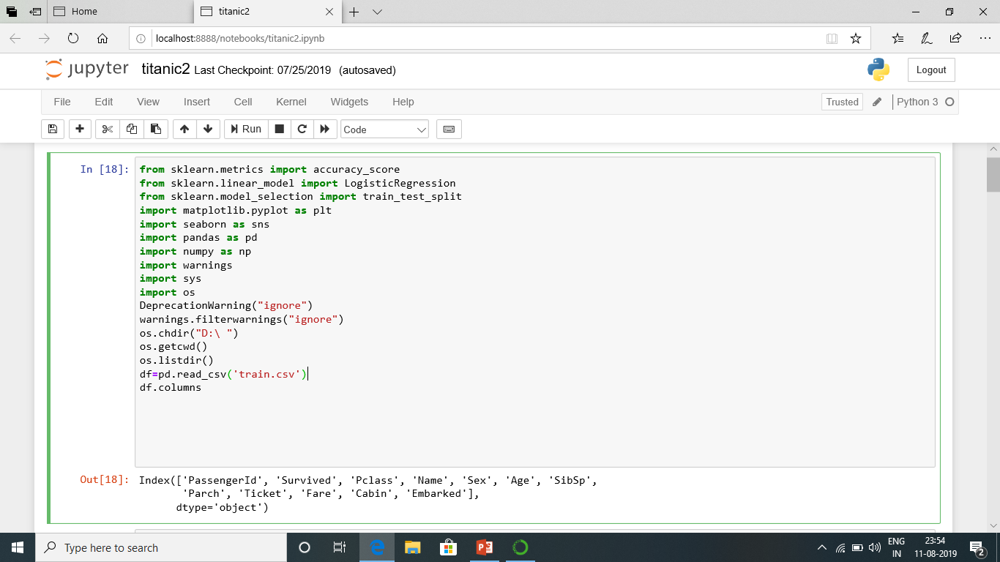 Home
titanic2
localhost:8888/notebooks/titanic2.ipynb
jupyter titanic2 Last Checkpoint: 07/25/2019 (autosaved)
Logout
File Edit View Insert Cell Kernel Widgets Help
Trusted
Python 3
Run
Code
In [18]:
from sklearn.metrics import accuracy_score
from sklearn.linear_model import LogisticRegression
from sklearn.model_selection import train_test_split
import matplotlib.pyplot as plt
import seaborn as sns
import pandas as pd
import numpy as np
import warnings
import sys
import os
DeprecationWarning("ignore")
warnings.filterwarnings("ignore")
os.chdir("D:\ ")
os.getcwd()
os.listdir()
df=pd.read_csv('train.csv')
df.columns
Out[18]:
Index(['PassengerId', 'Survived', 'Pclass', 'Name', 'Sex', 'Age', 'SibSp',
'Parch', 'Ticket', 'Fare', 'Cabin', 'Embarked'],
dtype='object')
Type here to search
ENG
IN
23:54
11-08-2019
2